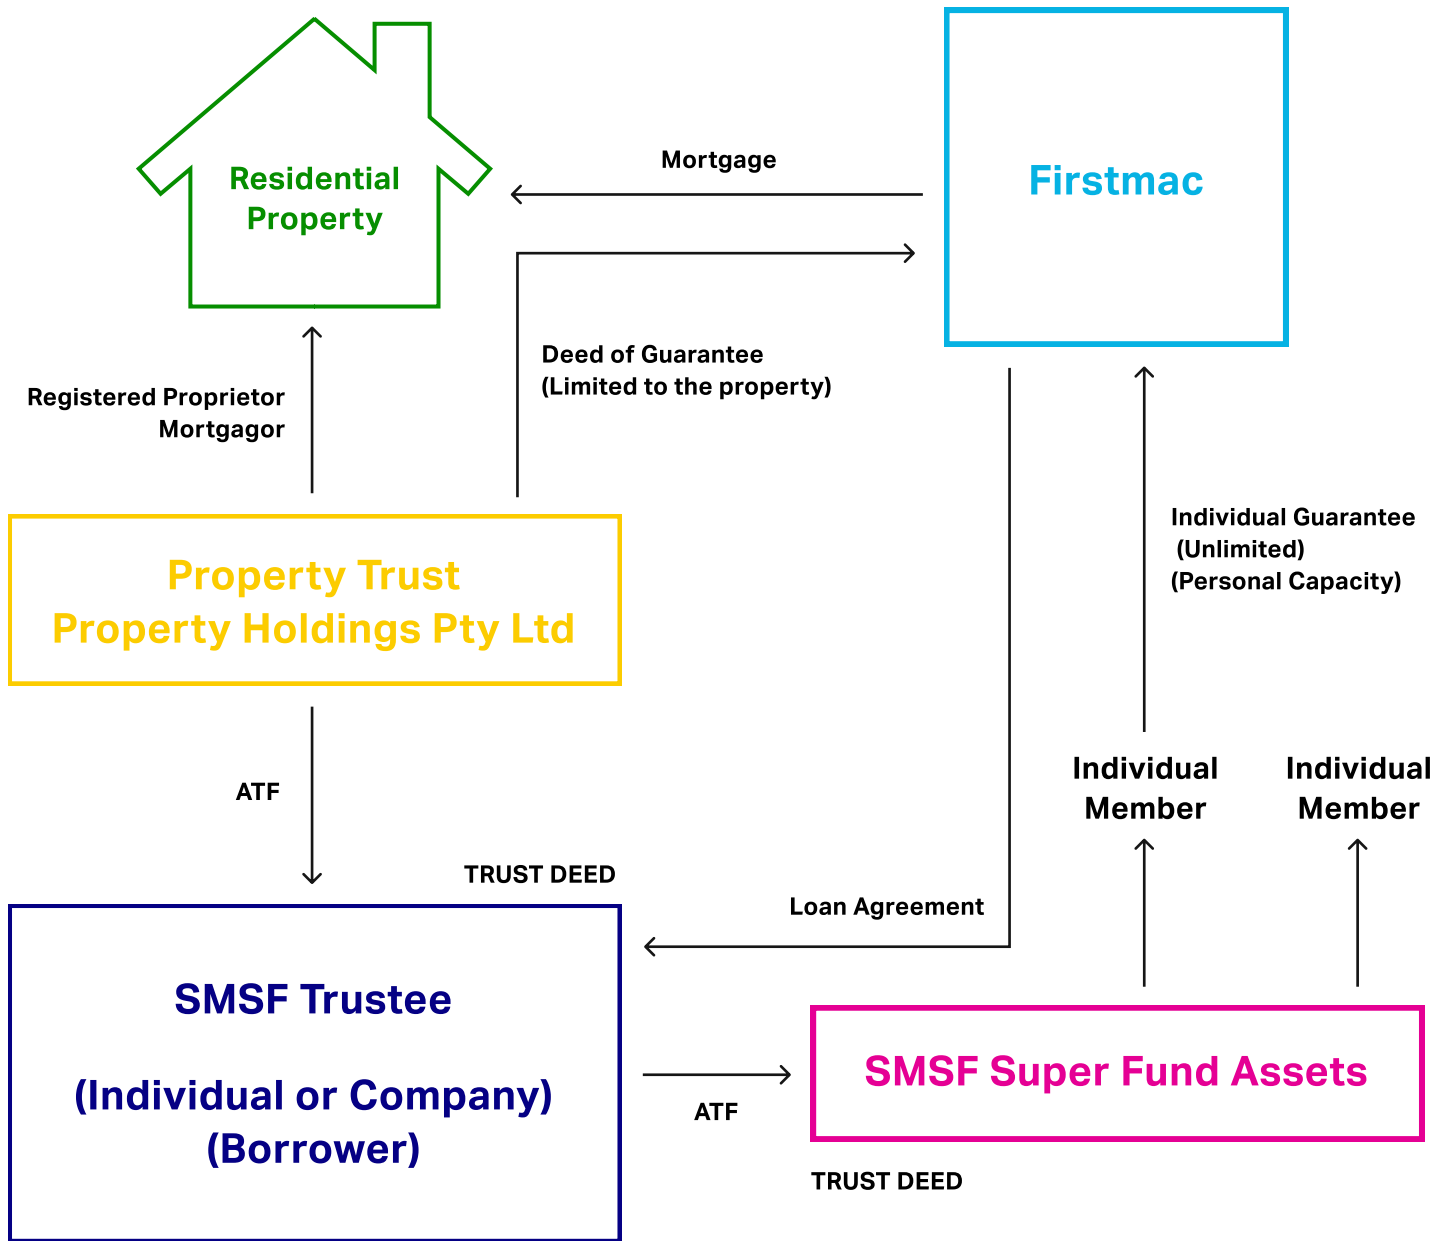 Residential
Property
Mortgage
Firstmac
Deed of Guarantee
(Limited to the property)
Registered Proprietor
Mortgagor
Individual Guarantee
(Unlimited)
(Personal Capacity)
Property Trust
Property Holdings Pty Ltd
ATF
Individual
Member
Individual
Member
TRUST DEED
Loan Agreement
SMSF Trustee
(Individual or Company)
(Borrower)
ATF
SMSF Super Fund Assets
TRUST DEED